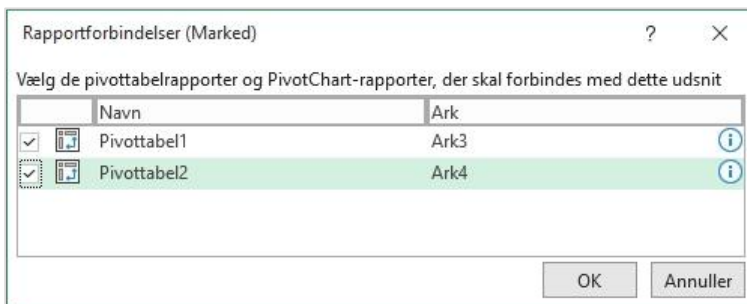 Rapportforbindelser (Marked)
Vælg de pivottabelrapporter og PivotChart-rapporter, der skal forbindes med dette udsnit
Navn Ark
Pivottabel1 Ark3
Pivottabel2 Ark4
OK Annuller